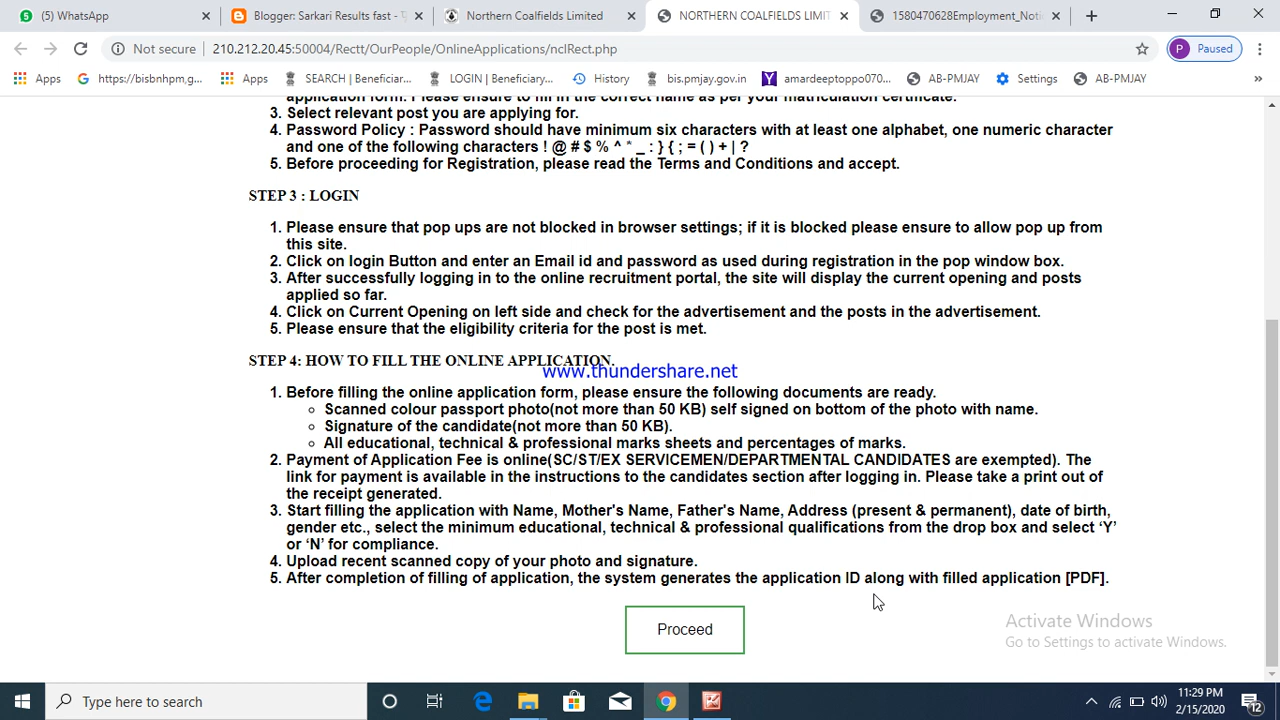 (5) WhatsApp
Blogger: Sarkari Results fast -
Northern Coalfields Limited
NORTHERN COALFIELDS LIMIT
1580470628Employment_Noti
Not secure
210.212.20.45:50004/Rectt/OurPeople/OnlineApplications/nclRect.php
P Paused
Apps
https://bisbnhpm,g...
Apps
SEARCH | Beneficiar...
LOGIN | Beneficiary...
History
bis.pmjay.gov.in
amardeeptoppo070...
AB-PMJAY
Settings
AB-PMJAY
»
application form. Please ensure to fill in the correct name as per your matriculation certificate.
3. Select relevant post you are applying for.
4. Password Policy : Password should have minimum six characters with at least one alphabet, one numeric character
and one of the following characters ! @ # $ % ^ * _ : } { ; = ( ) + | ?
5. Before proceeding for Registration, please read the Terms and Conditions and accept.
STEP 3 : LOGIN
1. Please ensure that pop ups are not blocked in browser settings; if it is blocked please ensure to allow pop up from
this site.
2. Click on login Button and enter an Email id and password as used during registration in the pop window box.
3. After successfully logging in to the online recruitment portal, the site will display the current opening and posts
applied so far.
4. Click on Current Opening on left side and check for the advertisement and the posts in the advertisement.
5. Please ensure that the eligibility criteria for the post is met.
STEP 4: HOW TO FILL THE ONLINE APPLICATION.
www.thundershare.net
1. Before filling the online application form, please ensure the following documents are ready.
Scanned colour passport photo(not more than 50 KB) self signed on bottom of the photo with name.
Signature of the candidate(not more than 50 KB).
All educational, technical & professional marks sheets and percentages of marks.
2. Payment of Application Fee is online(SC/ST/EX SERVICEMEN/DEPARTMENTAL CANDIDATES are exempted). The
link for payment is available in the instructions to the candidates section after logging in. Please take a print out of
the receipt generated.
3. Start filling the application with Name, Mother's Name, Father's Name, Address (present & permanent), date of birth,
gender etc., select the minimum educational, technical & professional qualifications from the drop box and select ‘Y’
or ‘N’ for compliance.
4. Upload recent scanned copy of your photo and signature.
5. After completion of filling of application, the system generates the application ID along with filled application [PDF].
Proceed
Activate Windows
Go to Settings to activate Windows.
Type here to search
11:29 PM
2/15/2020
12